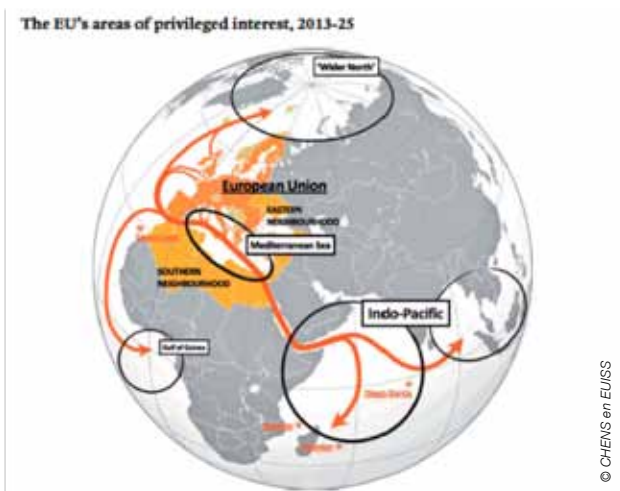 The EU's areas of privileged interest, 2013-25
'Wider North'
European Union
EASTERN
NEIGHBOURHOOD
Mediterranean Sea
SOUTHERN
NEIGHBOURHOOD
Indo-Pacific
Gulf of Guinea
© CHENS en EUISS